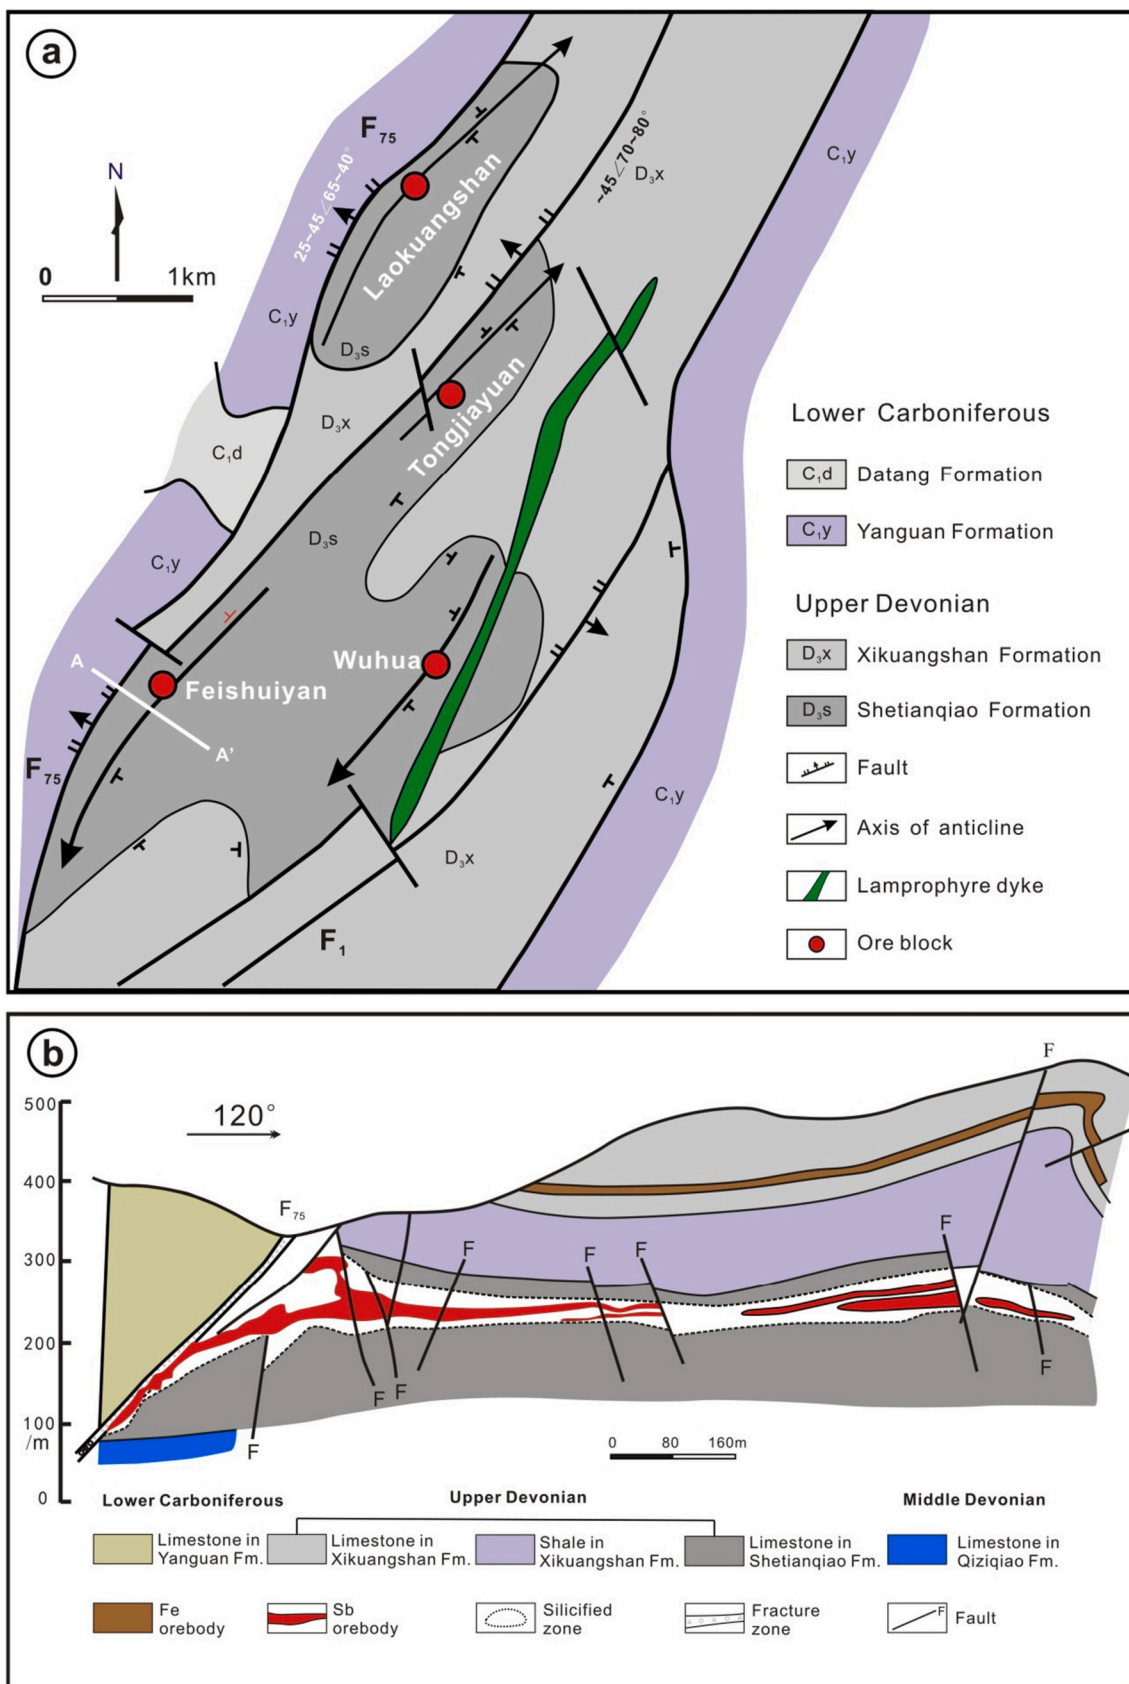 a
F75
25~45∠65~40°
~45∠70~80°
N
0 1km
Laokuangshan
D3x
C1y
C1y
D3s
D3x
Tongjiayuan
C1d
D3s
C1y
A
Feishuiyan
Wuhua
A'
F75
C1y
D3x
F1
Lower Carboniferous
C1d Datang Formation
C1y Yanguan Formation
Upper Devonian
D3x Xikuangshan Formation
D3s Shetianqiao Formation
Fault
Axis of anticline
Lamprophyre dyke
Ore block
b
F
500
120°
400
F75
F
F
F
F
300
200
F
F
F
100
/m
F
0
0 80 160m
Lower Carboniferous
Upper Devonian
Middle Devonian
Limestone in
Yanguan Fm.
Limestone in
Xikuangshan Fm.
Shale in
Xikuangshan Fm.
Limestone in
Shetianqiao Fm.
Limestone in
Qiziqiao Fm.
Fe
orebody
Sb
orebody
Silicified
zone
Fracture
zone
F
Fault